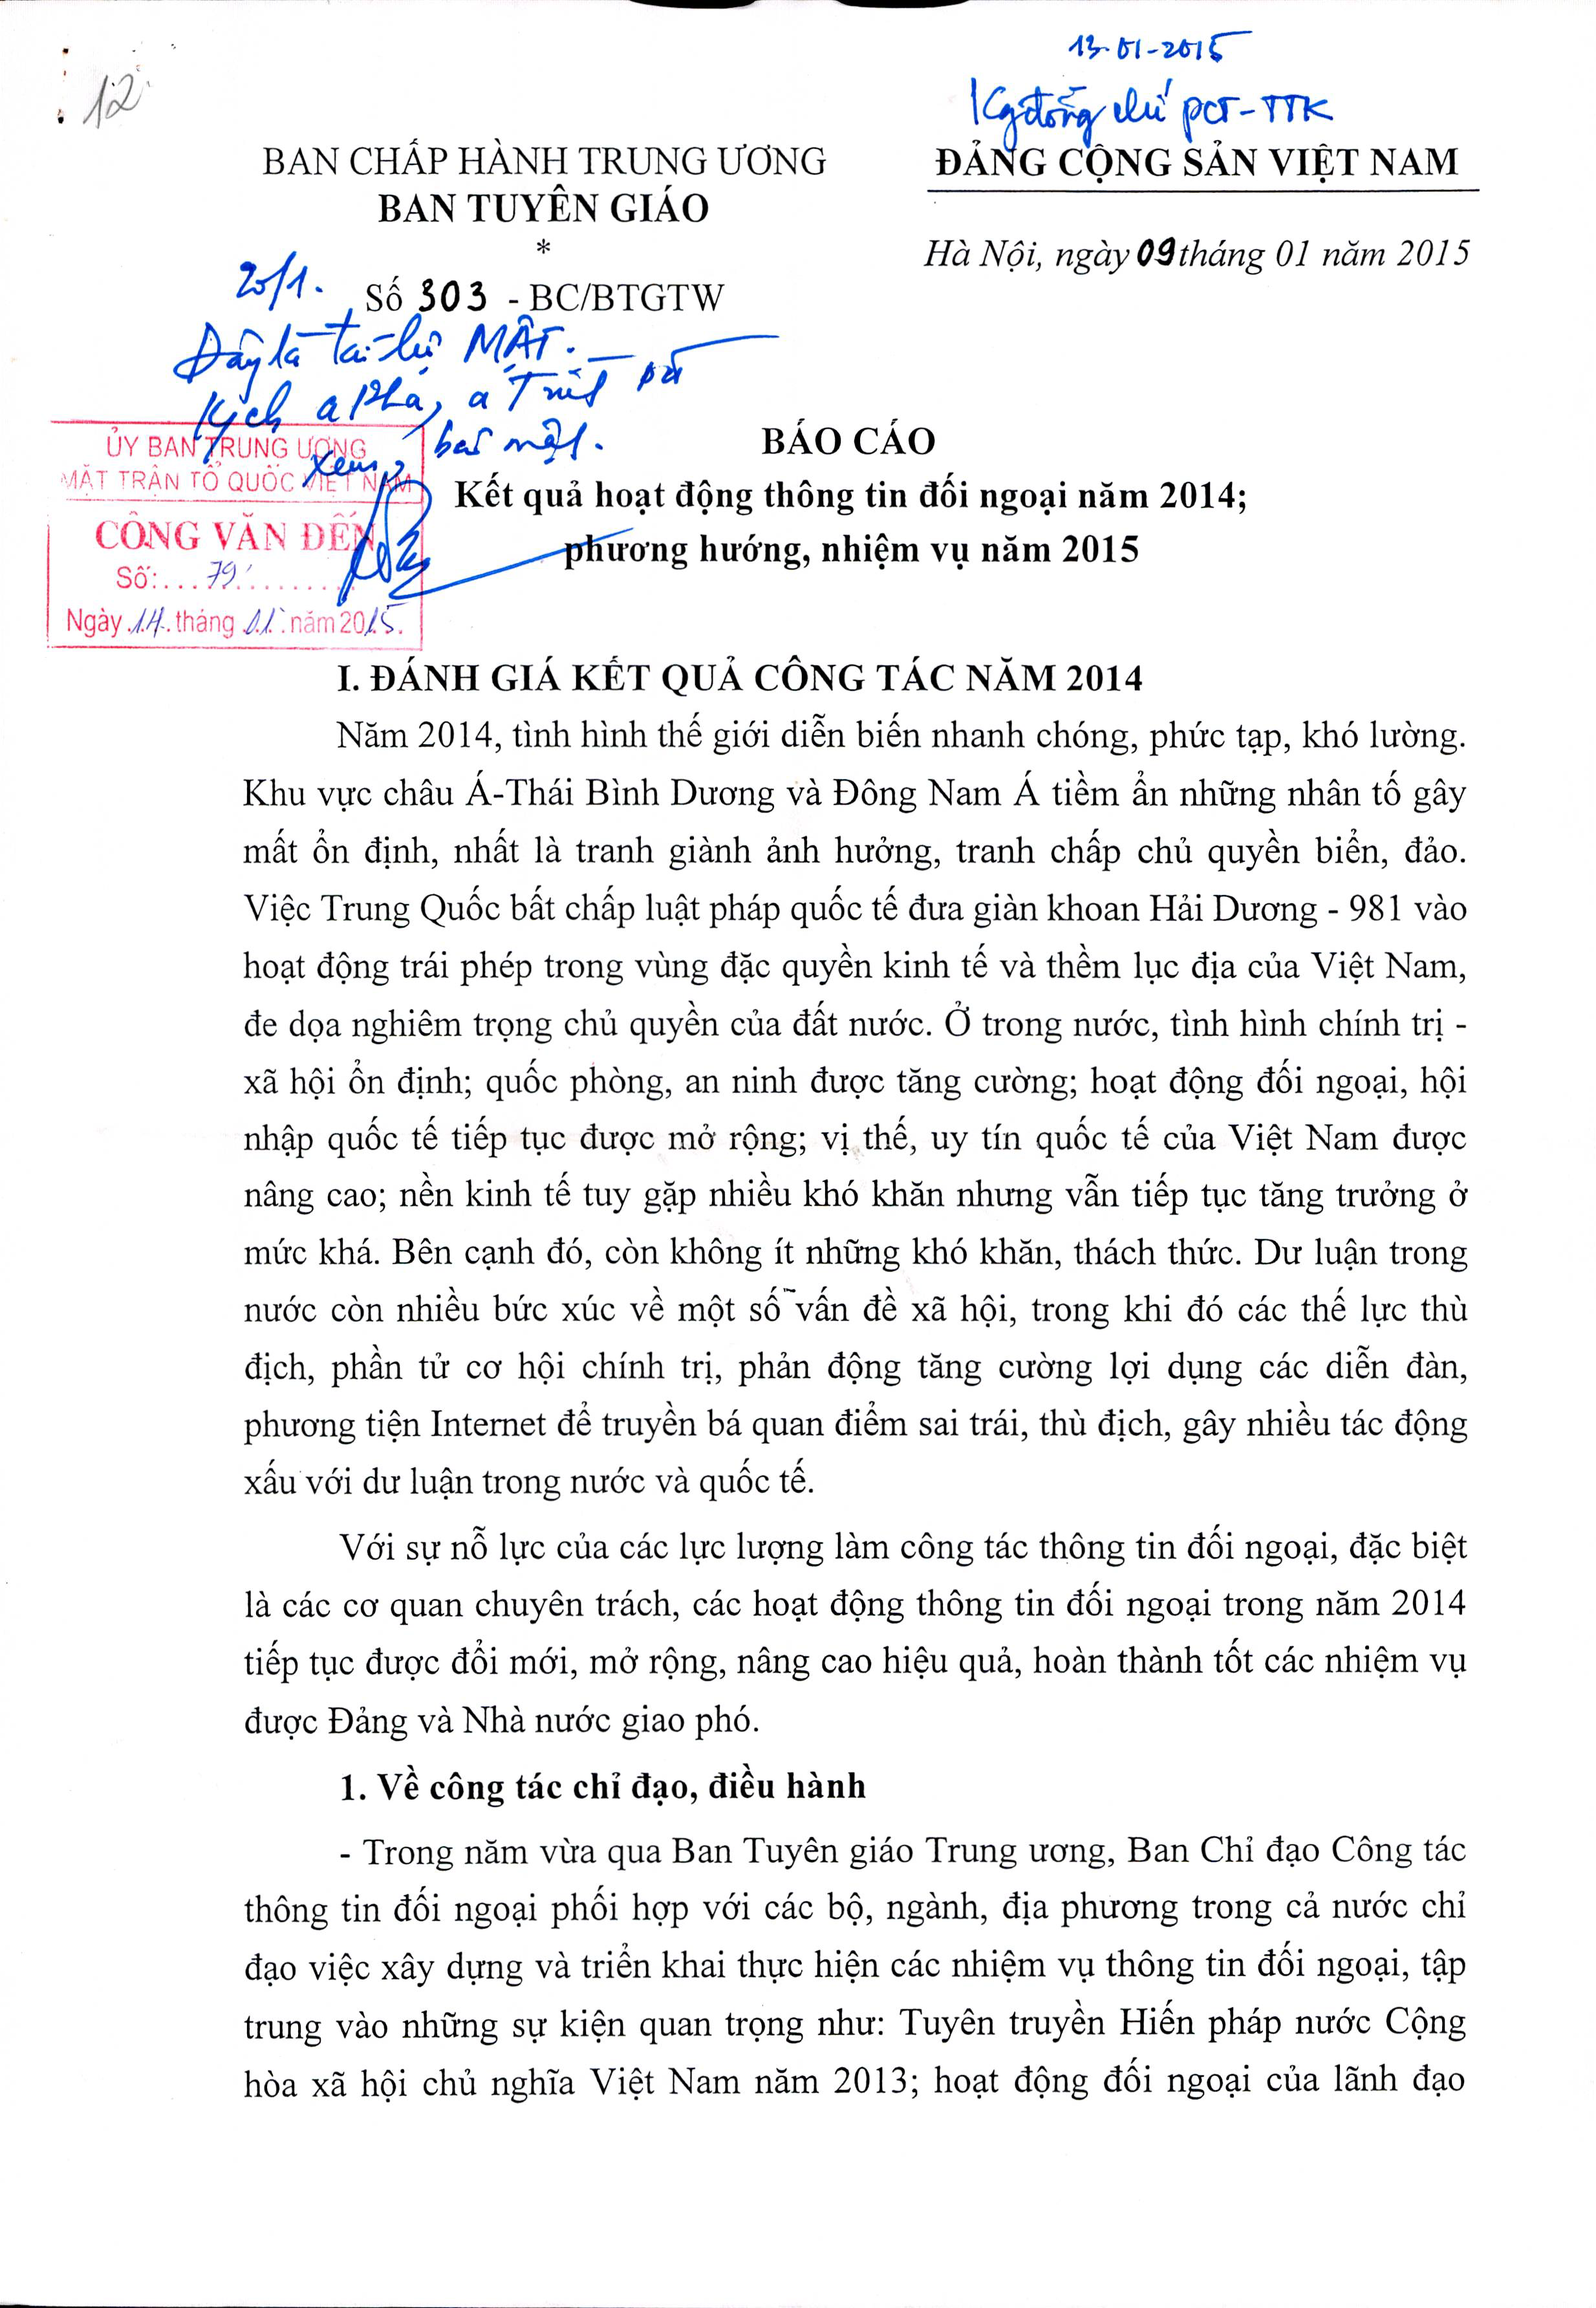 12
13-01-2015
Kg đồng chí PCT-TTK
BAN CHẤP HÀNH TRUNG ƯƠNG
BAN TUYÊN GIÁO
*
Số 303 - BC/BTGTW
ĐẢNG CỘNG SẢN VIỆT NAM
Hà Nội, ngày 09 tháng 01 năm 2015
20/1.
Đây là tài liệu MẬT.
xem, bảo mật.
ỦY BAN TRUNG ƯƠNG
MẶT TRẬN TỔ QUỐC VIỆT NAM
CÔNG VĂN ĐẾN
Số: 79
Ngày 14 tháng 01 năm 2015.
BÁO CÁO
Kết quả hoạt động thông tin đối ngoại năm 2014;
phương hướng, nhiệm vụ năm 2015
I. ĐÁNH GIÁ KẾT QUẢ CÔNG TÁC NĂM 2014
Năm 2014, tình hình thế giới diễn biến nhanh chóng, phức tạp, khó lường.
Khu vực châu Á-Thái Bình Dương và Đông Nam Á tiềm ẩn những nhân tố gây
mất ổn định, nhất là tranh giành ảnh hưởng, tranh chấp chủ quyền biển, đảo.
Việc Trung Quốc bất chấp luật pháp quốc tế đưa giàn khoan Hải Dương - 981 vào
hoạt động trái phép trong vùng đặc quyền kinh tế và thềm lục địa của Việt Nam,
đe dọa nghiêm trọng chủ quyền của đất nước. Ở trong nước, tình hình chính trị -
xã hội ổn định; quốc phòng, an ninh được tăng cường; hoạt động đối ngoại, hội
nhập quốc tế tiếp tục được mở rộng; vị thế, uy tín quốc tế của Việt Nam được
nâng cao; nền kinh tế tuy gặp nhiều khó khăn nhưng vẫn tiếp tục tăng trưởng ở
mức khá. Bên cạnh đó, còn không ít những khó khăn, thách thức. Dư luận trong
nước còn nhiều bức xúc về một số vấn đề xã hội, trong khi đó các thế lực thù
địch, phần tử cơ hội chính trị, phản động tăng cường lợi dụng các diễn đàn,
phương tiện Internet để truyền bá quan điểm sai trái, thù địch, gây nhiều tác động
xấu với dư luận trong nước và quốc tế.
Với sự nỗ lực của các lực lượng làm công tác thông tin đối ngoại, đặc biệt
là các cơ quan chuyên trách, các hoạt động thông tin đối ngoại trong năm 2014
tiếp tục được đổi mới, mở rộng, nâng cao hiệu quả, hoàn thành tốt các nhiệm vụ
được Đảng và Nhà nước giao phó.
1. Về công tác chỉ đạo, điều hành
- Trong năm vừa qua Ban Tuyên giáo Trung ương, Ban Chỉ đạo Công tác
thông tin đối ngoại phối hợp với các bộ, ngành, địa phương trong cả nước chỉ
đạo việc xây dựng và triển khai thực hiện các nhiệm vụ thông tin đối ngoại, tập
trung vào những sự kiện quan trọng như: Tuyên truyền Hiến pháp nước Cộng
hòa xã hội chủ nghĩa Việt Nam năm 2013; hoạt động đối ngoại của lãnh đạo